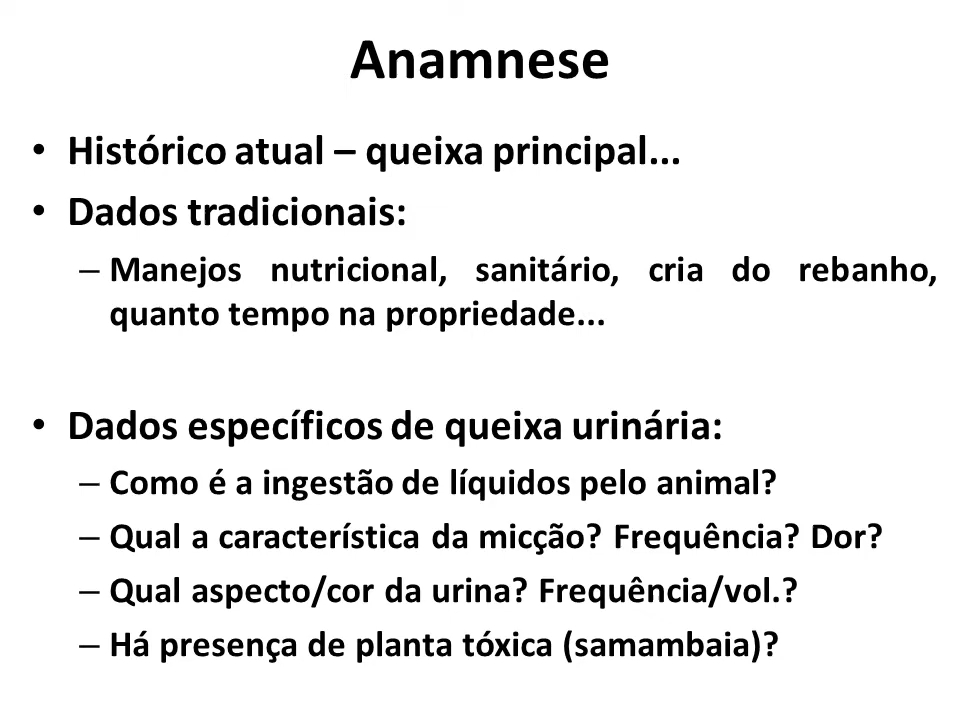 Anamnese
• Histórico atual – queixa principal...
• Dados tradicionais:
– Manejos nutricional, sanitário, cria do rebanho,
quanto tempo na propriedade...
• Dados específicos de queixa urinária:
– Como é a ingestão de líquidos pelo animal?
– Qual a característica da micção? Frequência? Dor?
– Qual aspecto/cor da urina? Frequência/vol.?
– Há presença de planta tóxica (samambaia)?